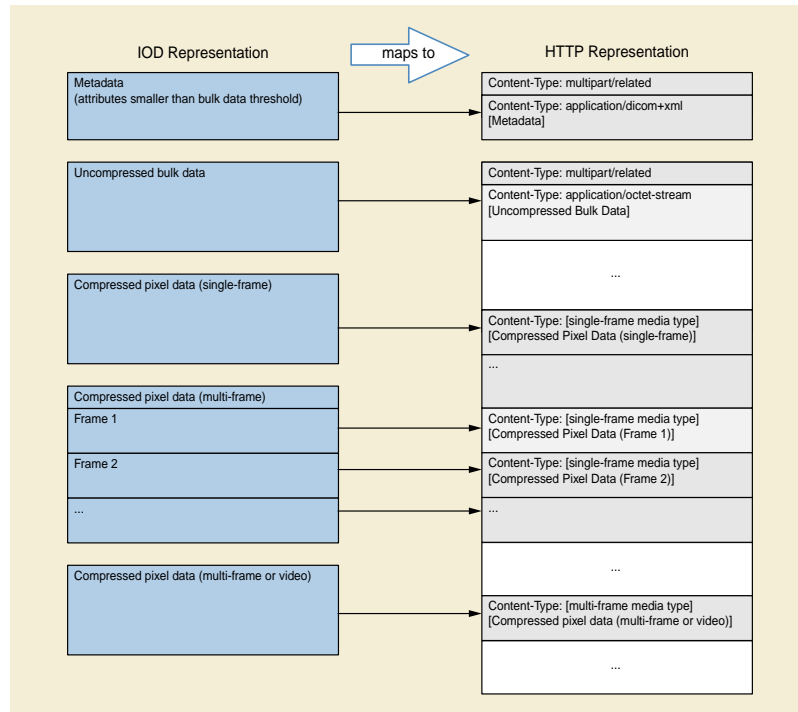 IOD Representation
maps to
HTTP Representation
Metadata
(attributes smaller than bulk data threshold)
Content-Type: multipart/related
Content-Type: application/dicom+xml
[Metadata]
Uncompressed bulk data
Content-Type: multipart/related
Content-Type: application/octet-stream
[Uncompressed Bulk Data]
...
Compressed pixel data (single-frame)
Content-Type: [single-frame media type]
[Compressed Pixel Data (single-frame)]
...
Compressed pixel data (multi-frame)
Frame 1
Content-Type: [single-frame media type]
[Compressed Pixel Data (Frame 1)]
Frame 2
Content-Type: [single-frame media type]
[Compressed Pixel Data (Frame 2)]
...
...
...
Compressed pixel data (multi-frame or video)
Content-Type: [multi-frame media type]
[Compressed pixel data (multi-frame or video)]
...